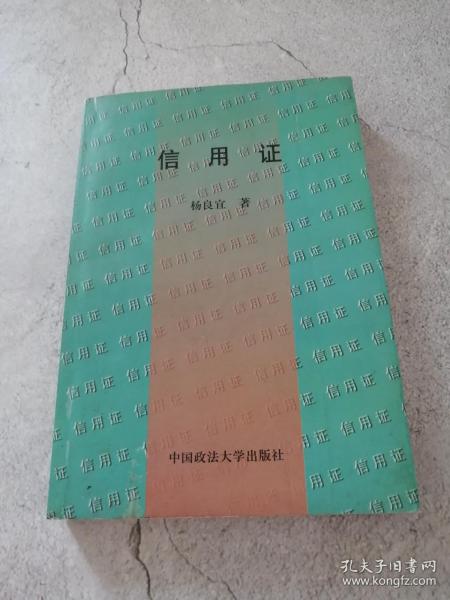 信用证
杨良宜 著
中国政法大学出版社
孔夫子旧书网
www.kongfz.com